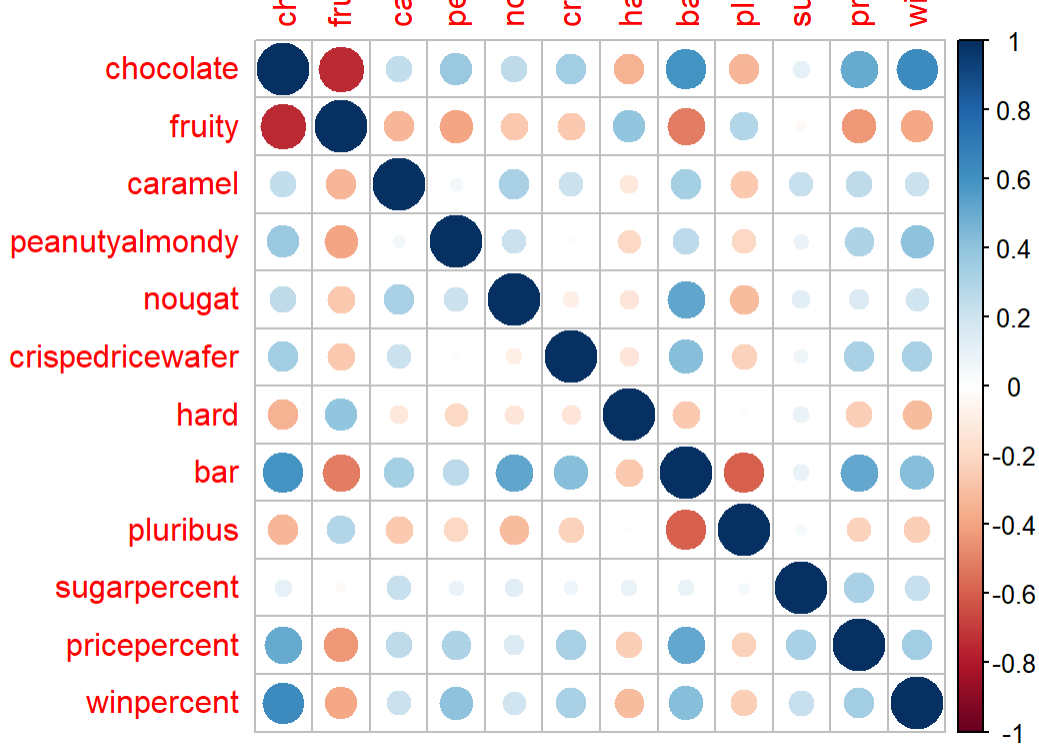 ch fru ca pe no cr ha ba pl su pr wi
chocolate
fruity
caramel
peanutyalmondy
nougat
crispedricewafer
hard
bar
pluribus
sugarpercent
pricepercent
winpercent
1
0.8
0.6
0.4
0.2
0
-0.2
-0.4
-0.6
-0.8
-1